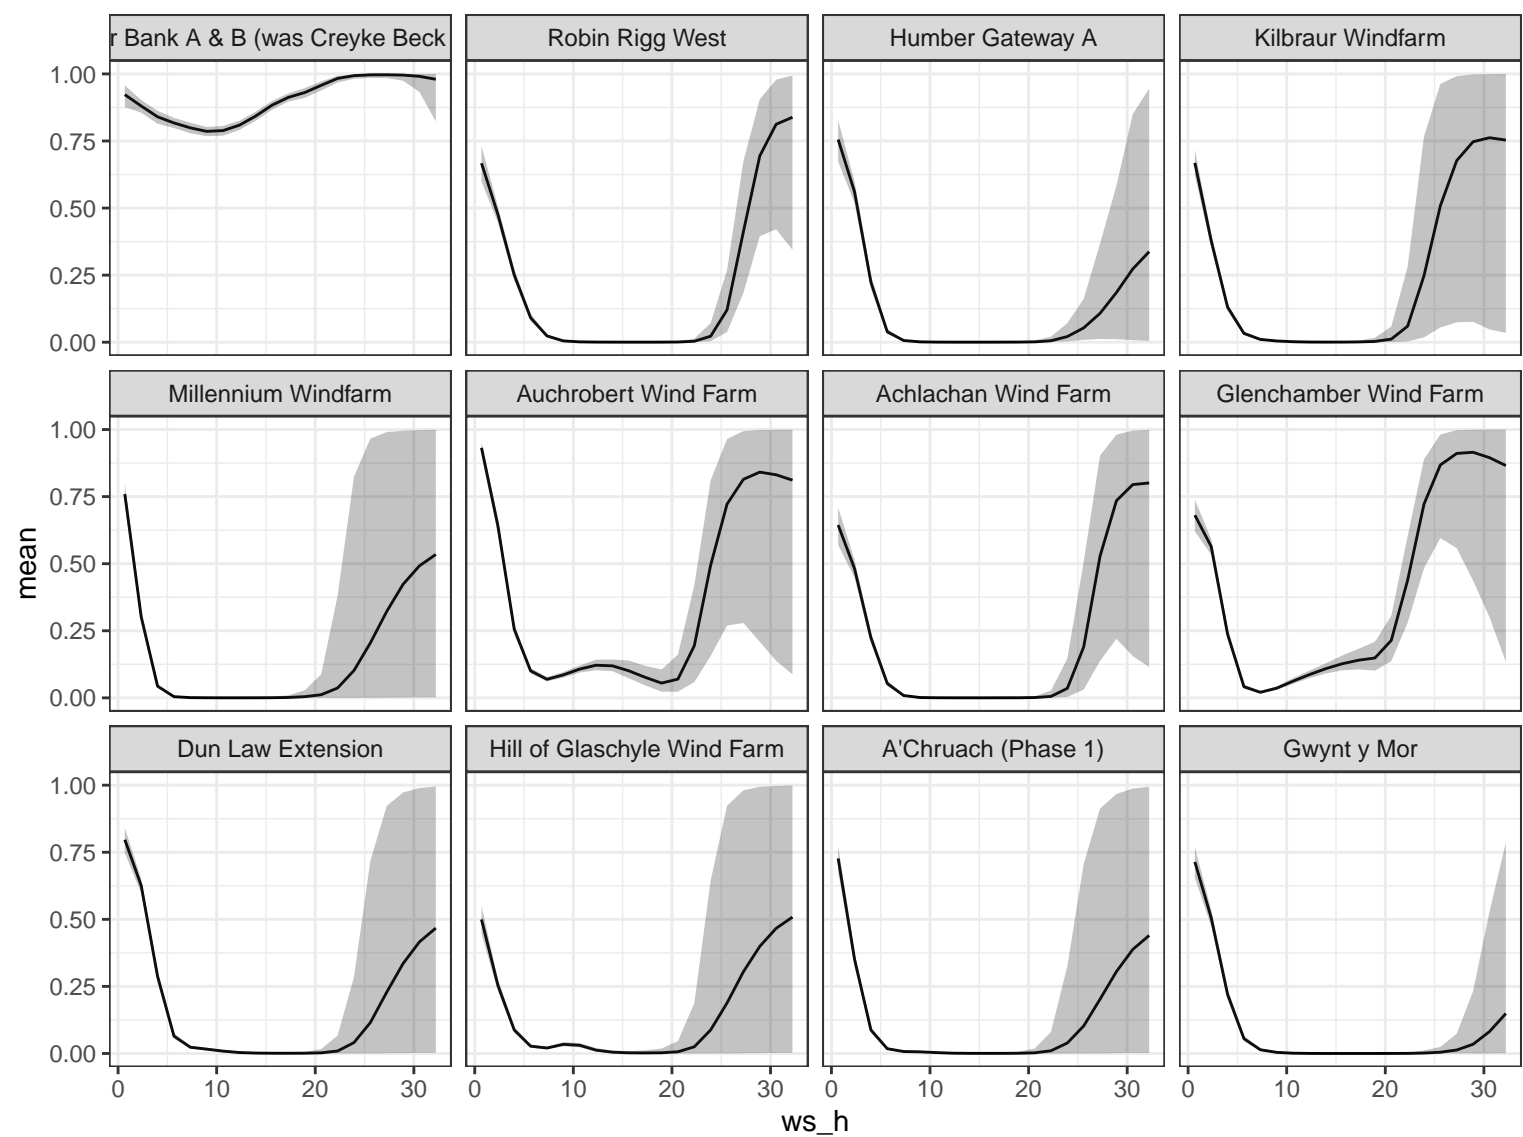 r Bank A & B (was Creyke Beck
Robin Rigg West
Humber Gateway A
Kilbraur Windfarm
1.00
0.75
0.50
0.25
0.00
Millennium Windfarm
Auchrobert Wind Farm
Achlachan Wind Farm
Glenchamber Wind Farm
1.00
0.75
0.50
0.25
0.00
mean
Dun Law Extension
Hill of Glaschyle Wind Farm
A'Chruach (Phase 1)
Gwynt y Mor
1.00
0.75
0.50
0.25
0.00
0 10 20 30
0 10 20 30
0 10 20 30
0 10 20 30
ws_h